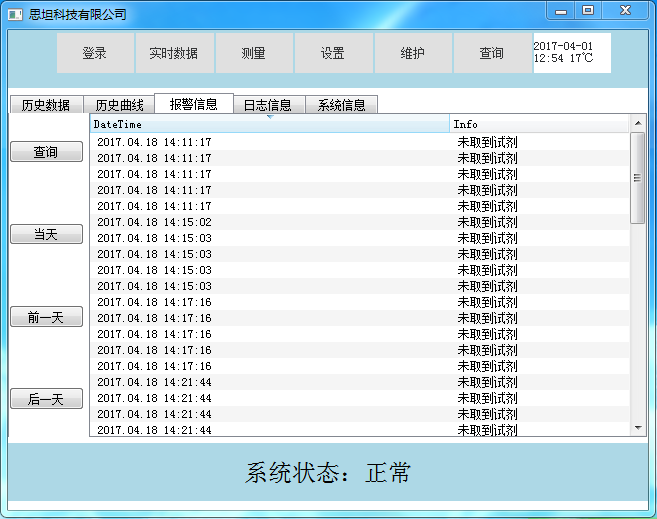 思坦科技有限公司
登录 实时数据 测量 设置 维护 查询 2017-04-01
12:54 17℃
历史数据 历史曲线 报警信息 日志信息 系统信息
DateTime Info
查询
当天
前一天
后一天
2017.04.18 14:11:17 未取到试剂
2017.04.18 14:11:17 未取到试剂
2017.04.18 14:11:17 未取到试剂
2017.04.18 14:11:17 未取到试剂
2017.04.18 14:11:17 未取到试剂
2017.04.18 14:15:02 未取到试剂
2017.04.18 14:15:03 未取到试剂
2017.04.18 14:15:03 未取到试剂
2017.04.18 14:15:03 未取到试剂
2017.04.18 14:15:03 未取到试剂
2017.04.18 14:17:16 未取到试剂
2017.04.18 14:17:16 未取到试剂
2017.04.18 14:17:16 未取到试剂
2017.04.18 14:17:16 未取到试剂
2017.04.18 14:17:16 未取到试剂
2017.04.18 14:21:44 未取到试剂
2017.04.18 14:21:44 未取到试剂
2017.04.18 14:21:44 未取到试剂
2017.04.18 14:21:44 未取到试剂
系统状态：正常